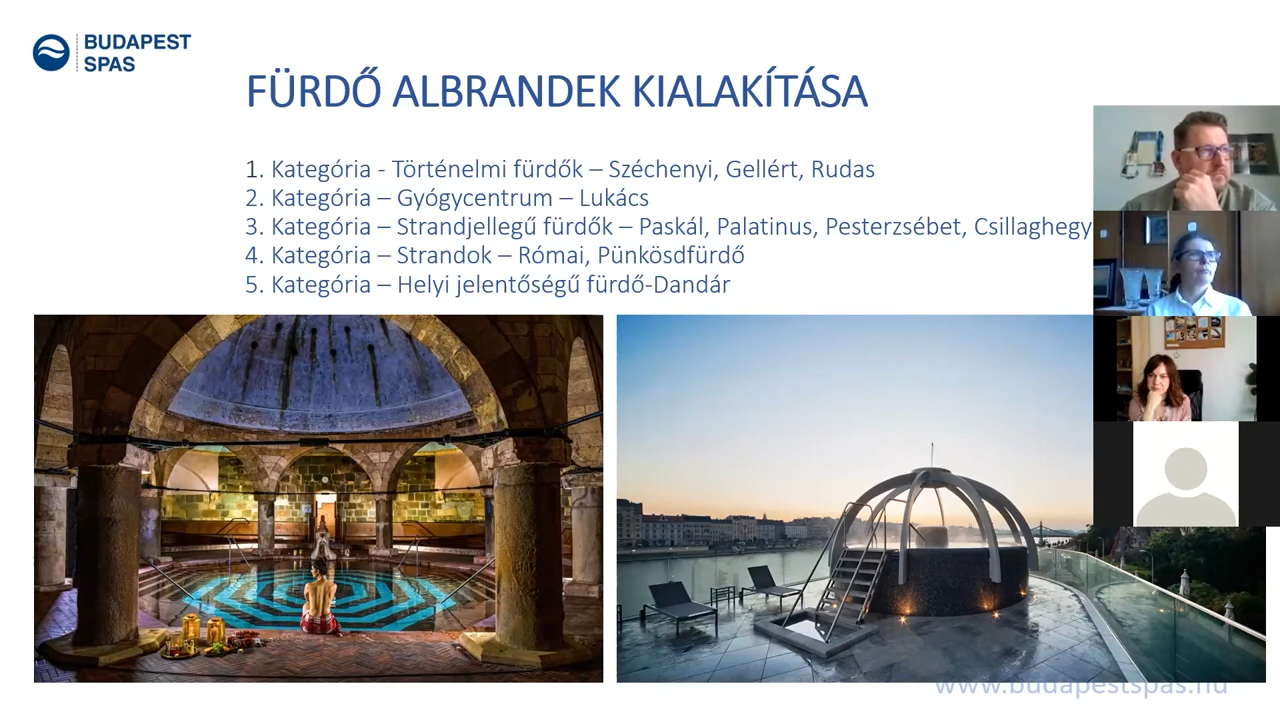 BUDAPEST
SPAS
FÜRDŐ ALBRANDEK KIALAKÍTÁSA
1. Kategória - Történelmi fürdők – Széchenyi, Gellért, Rudas
2. Kategória – Gyógycentrum – Lukács
3. Kategória – Strandjellegű fürdők – Paskál, Palatinus, Pesterzsébet, Csillaghegy
4. Kategória – Strandok – Római, Pünkösdfürdő
5. Kategória – Helyi jelentőségű fürdő-Dandár
www.budapestspas.hu